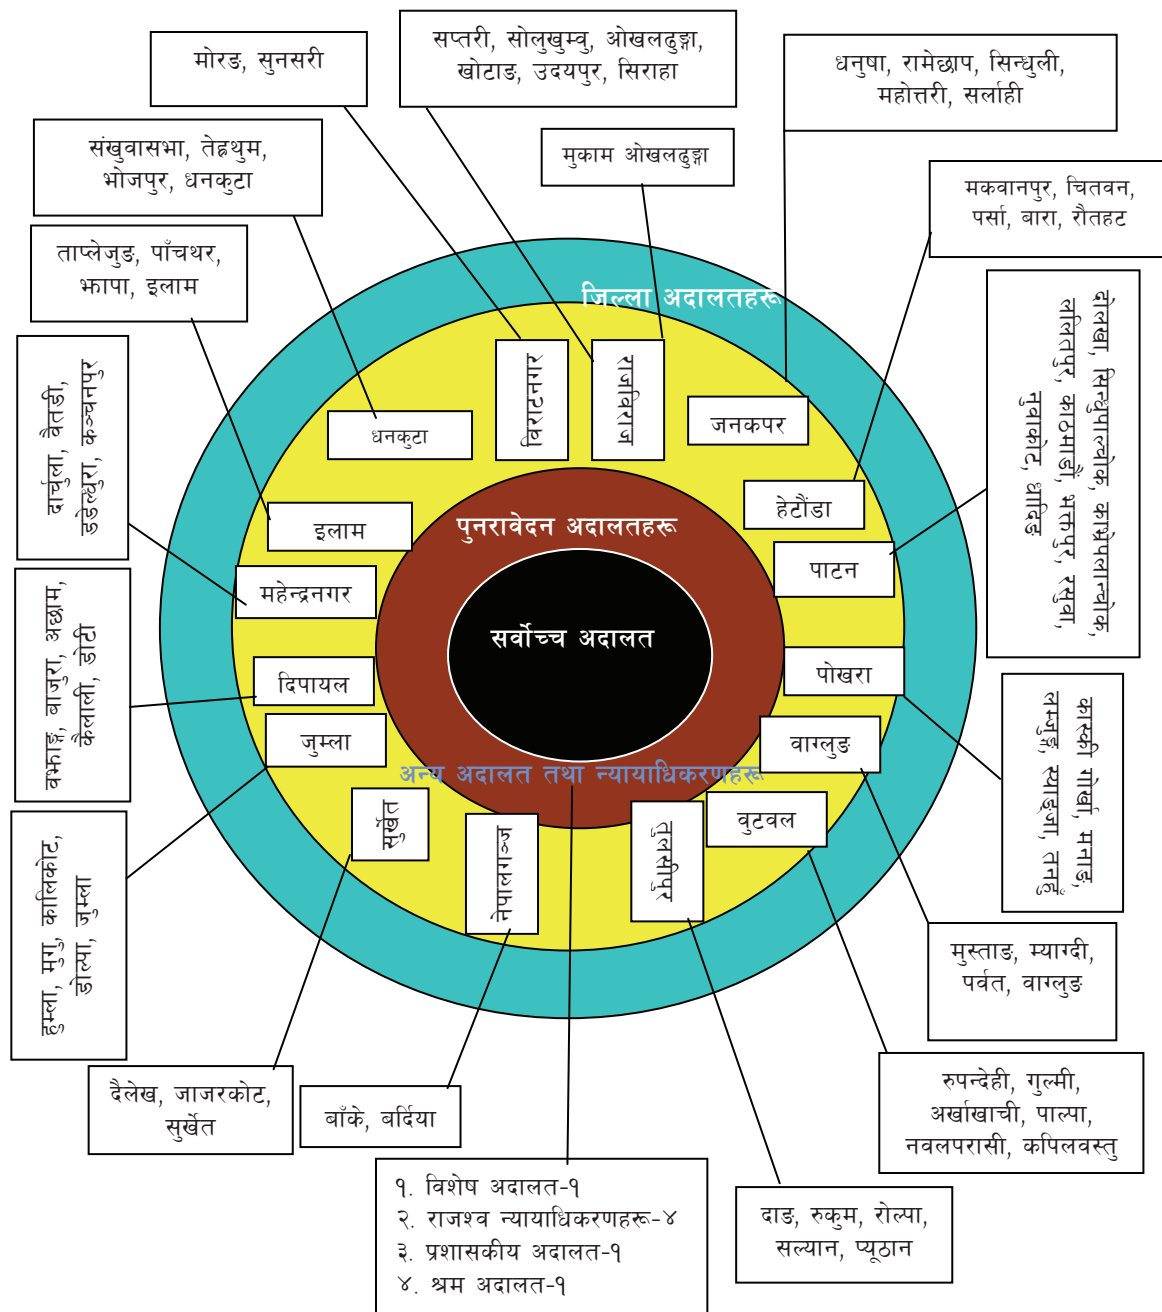 मोरङ, सुनसरी
सप्तरी, सोलुखुम्वु, ओखलढुङ्गा,
खोटाङ, उदयपुर, सिराहा
धनुषा, रामेछाप, सिन्धुली,
महोत्तरी, सर्लाही
संखुवासभा, तेह्रथुम,
भोजपुर, धनकुटा
मुकाम ओखलढुङ्गा
मकवानपुर, चितवन,
पर्सा, बारा, रौतहट
ताप्लेजुङ, पाँचथर,
झापा, इलाम
जिल्ला अदालतहरू
दोलखा, सिन्धुपाल्चोक, काभ्रेपलान्चोक,
ललितपुर, काठमाडौं, भक्तपुर, रसुवा,
नुवाकोट, धादिङ
दार्चुला, वैतडी,
डडेल्धुरा, कञ्चनपुर
विराटनगर
राजविराज
जनकपर
धनकुटा
हेटौंडा
इलाम
पुनरावेदन अदालतहरू
पाटन
महेन्द्रनगर
सर्वोच्च अदालत
वझाङ्ग, बाजुरा, अछाम,
कैलाली, डोटी
दिपायल
पोखरा
कास्की गोर्खा, मनाङ,
लम्जुङ्ग, स्याङ्जा, तनहुँ
जुम्ला
वाग्लुङ
अन्य अदालत तथा न्यायाधिकरणहरू
सुर्खेत
नेपालगञ्ज
तुलसीपुर
वुटवल
हुम्ला, मुगु, कालिकोट,
डोल्पा, जुम्ला
मुस्ताङ, म्याग्दी,
पर्वत, वाग्लुङ
दैलेख, जाजरकोट,
सुर्खेत
बाँके, बर्दिया
रुपन्देही, गुल्मी,
अर्खाखाची, पाल्पा,
नवलपरासी, कपिलवस्तु
१. विशेष अदालत-१
२. राजश्व न्यायाधिकरणहरू-४
३. प्रशासकीय अदालत-१
४. श्रम अदालत-१
दाङ, रुकुम, रोल्पा,
सल्यान, प्यूठान